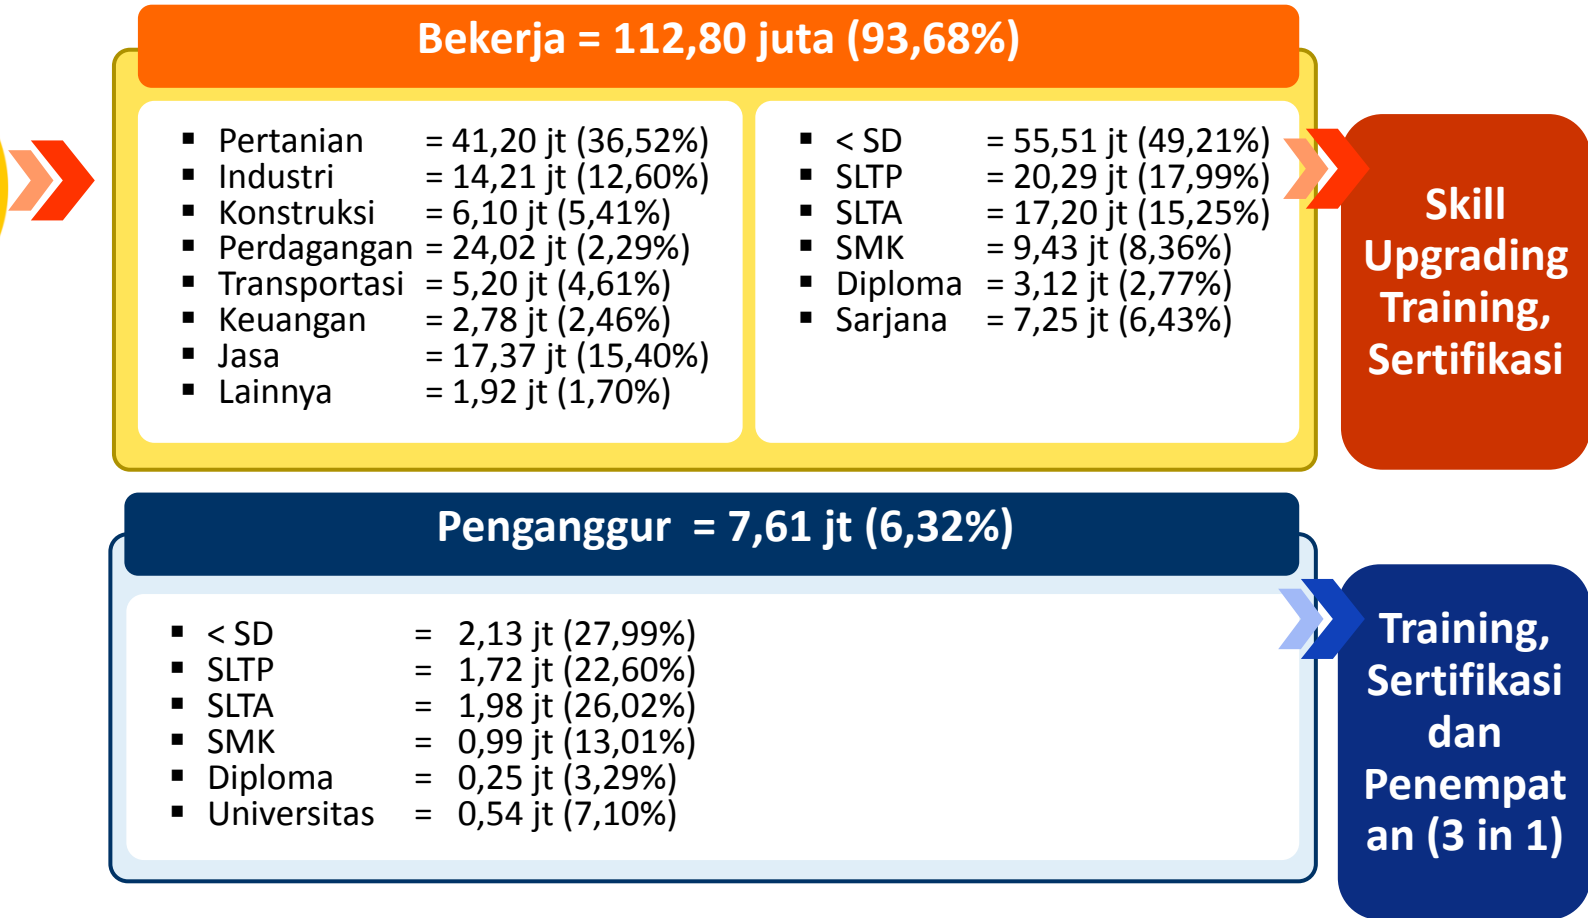 Bekerja = 112,80 juta (93,68%)
▪ Pertanian = 41,20 jt (36,52%)
▪ Industri = 14,21 jt (12,60%)
▪ Konstruksi = 6,10 jt (5,41%)
▪ Perdagangan = 24,02 jt (2,29%)
▪ Transportasi = 5,20 jt (4,61%)
▪ Keuangan = 2,78 jt (2,46%)
▪ Jasa = 17,37 jt (15,40%)
▪ Lainnya = 1,92 jt (1,70%)
▪ < SD = 55,51 jt (49,21%)
▪ SLTP = 20,29 jt (17,99%)
▪ SLTA = 17,20 jt (15,25%)
▪ SMK = 9,43 jt (8,36%)
▪ Diploma = 3,12 jt (2,77%)
▪ Sarjana = 7,25 jt (6,43%)
Skill
Upgrading
Training,
Sertifikasi
Penganggur = 7,61 jt (6,32%)
▪ < SD = 2,13 jt (27,99%)
▪ SLTP = 1,72 jt (22,60%)
▪ SLTA = 1,98 jt (26,02%)
▪ SMK = 0,99 jt (13,01%)
▪ Diploma = 0,25 jt (3,29%)
▪ Universitas = 0,54 jt (7,10%)
Training,
Sertifikasi
dan
Penempat
an (3 in 1)